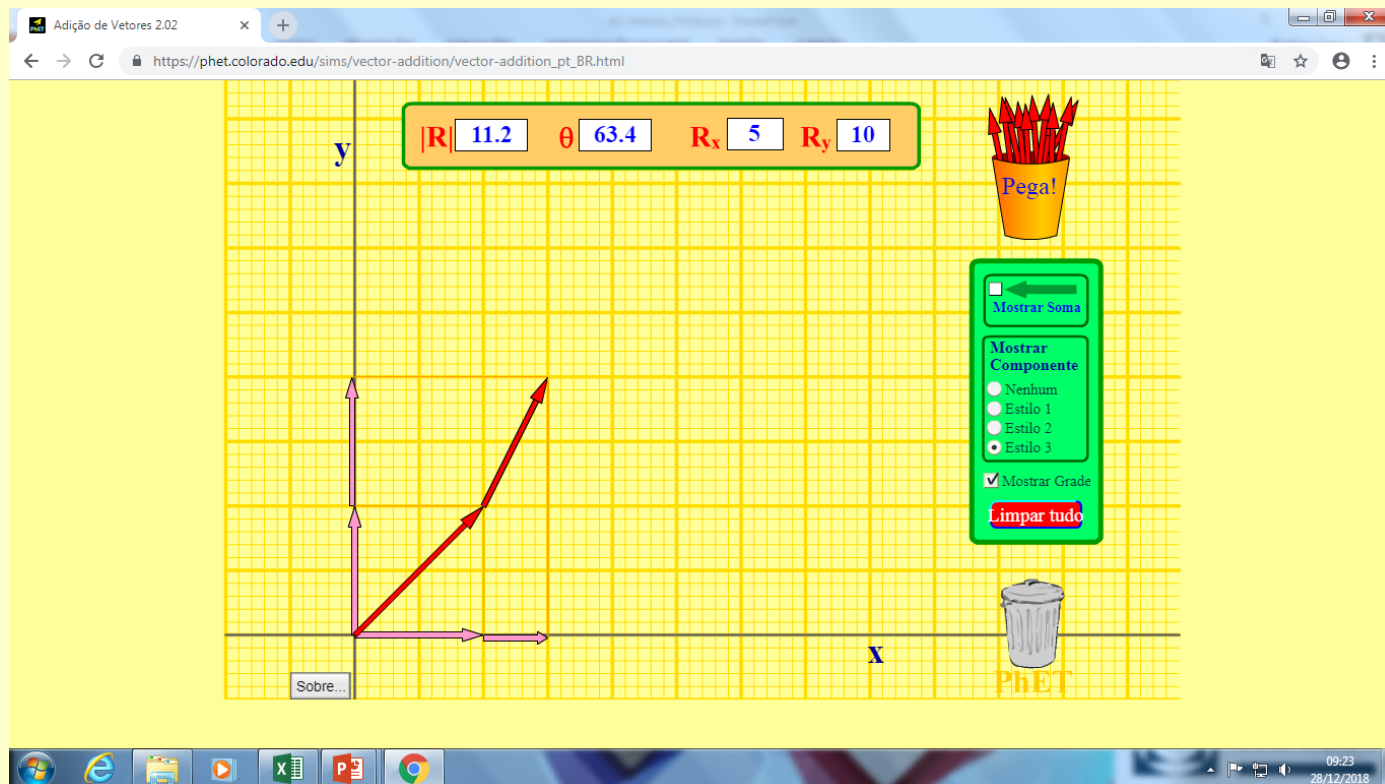 Adição de Vetores 2.02
https://phet.colorado.edu/sims/vector-addition/vector-addition_pt_BR.html
|R| 11.2 θ 63.4 Rx 5 Ry 10
y
Pega!
Mostrar Soma
Mostrar
Componente
Nenhum
Estilo 1
Estilo 2
Estilo 3
Mostrar Grade
Limpar tudo
x
PhET
Sobre...
09:23
28/12/2018